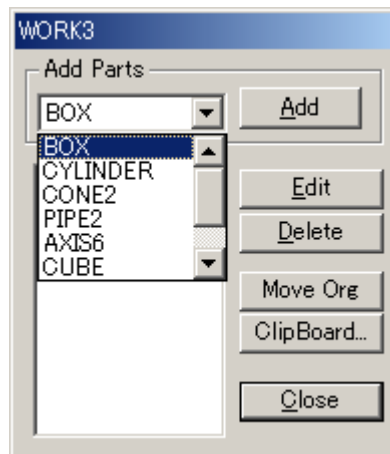 WORK3
Add Parts
BOX
Add
BOX
CYLINDER
CONE2
PIPE2
AXIS6
CUBE
Edit
Delete
Move Org
ClipBoard...
Close